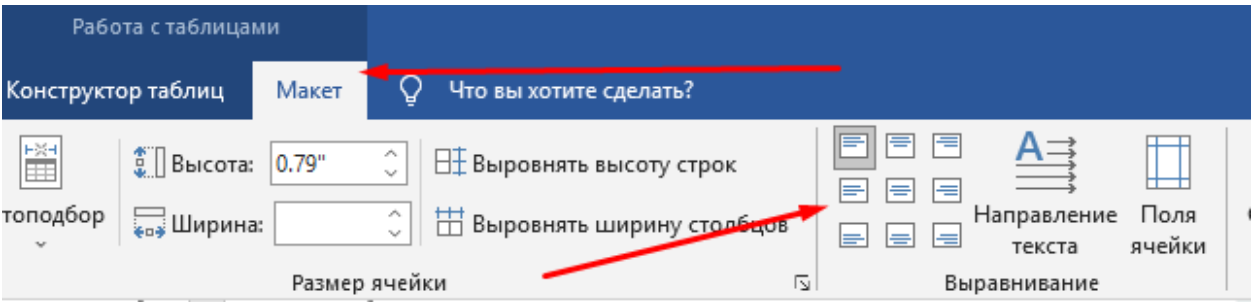 Работа с таблицами
Конструктор таблиц Макет Что вы хотите сделать?
Высота: 0.79" Выровнять высоту строк
топодбор Ширина: Выровнять ширину столбцов Направление текста Поля ячейки
Размер ячейки Выравнивание